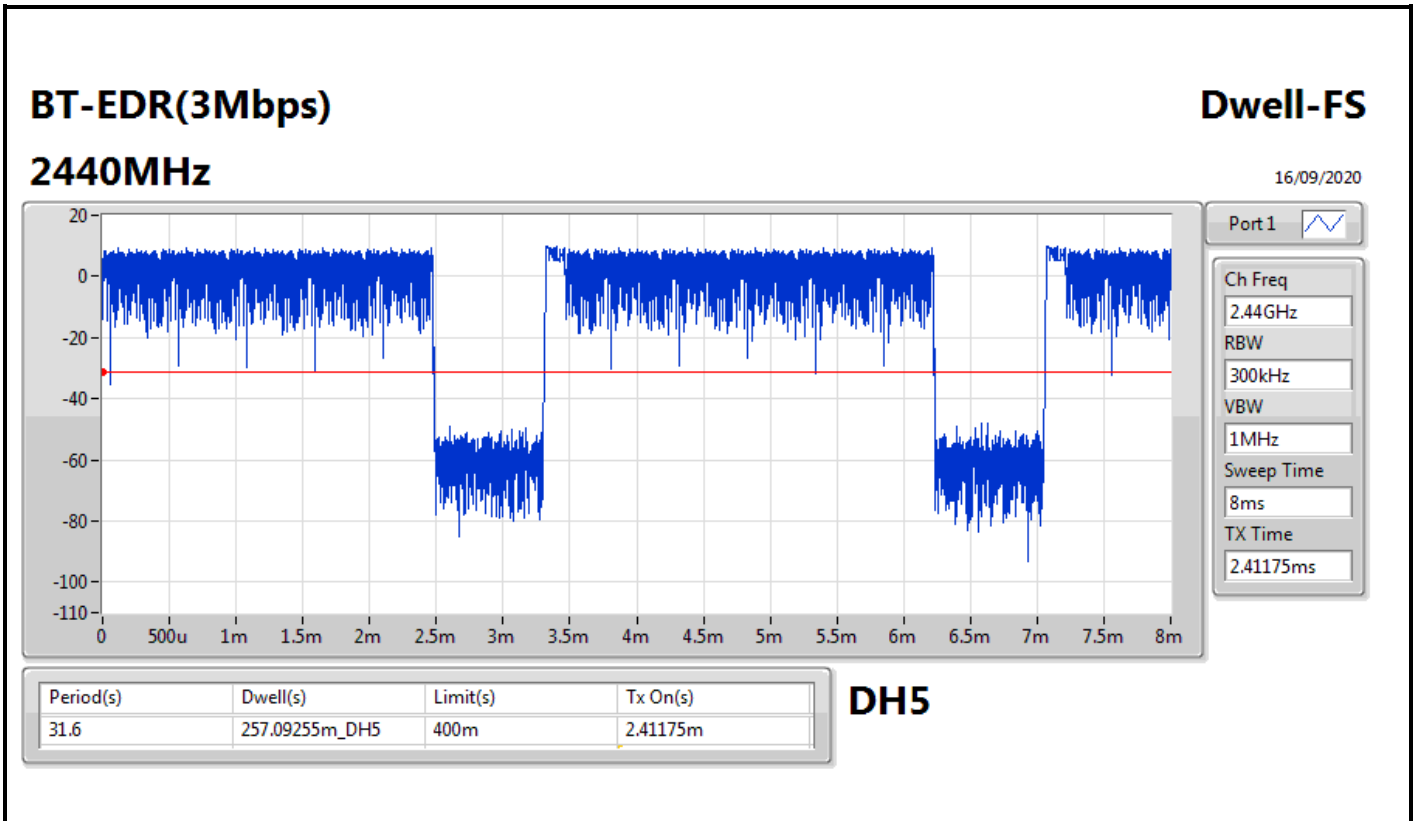 BT-EDR(3Mbps)
Dwell-FS
2440MHz
16/09/2020
Port 1
20
0
-20
-40
-60
-80
-100
-110
0 500u 1m 1.5m 2m 2.5m 3m 3.5m 4m 4.5m 5m 5.5m 6m 6.5m 7m 7.5m 8m
Ch Freq
2.44GHz
RBW
300kHz
VBW
1MHz
Sweep Time
8ms
TX Time
2.41175ms
Period(s) Dwell(s) Limit(s) Tx On(s)
31.6 257.09255m_DH5 400m 2.41175m
DH5